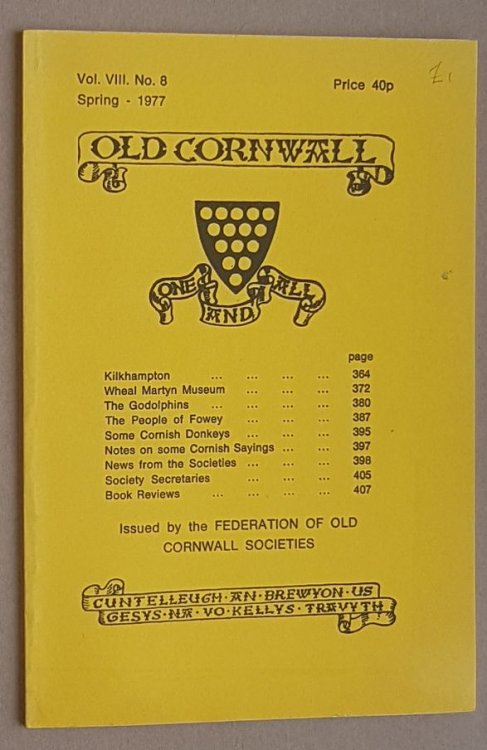 Vol. VIII. No. 8
Price 40p
£1
Spring - 1977
OLD CORNWALL
ONE AND ALL
page
Kilkhampton ... ... ... ... 364
Wheal Martyn Museum ... ... ... 372
The Godolphins ... ... ... ... 380
The People of Fowey ... ... ... 387
Some Cornish Donkeys ... ... ... 395
Notes on some Cornish Sayings ... ... 397
News from the Societies ... ... ... 398
Society Secretaries ... ... ... 405
Book Reviews ... ... ... ... 407
Issued by the FEDERATION OF OLD
CORNWALL SOCIETIES
CUNTELLEUGH·AN·BREWYON·US
GESYS·NA·VO·KELLYS·TRAVYTH